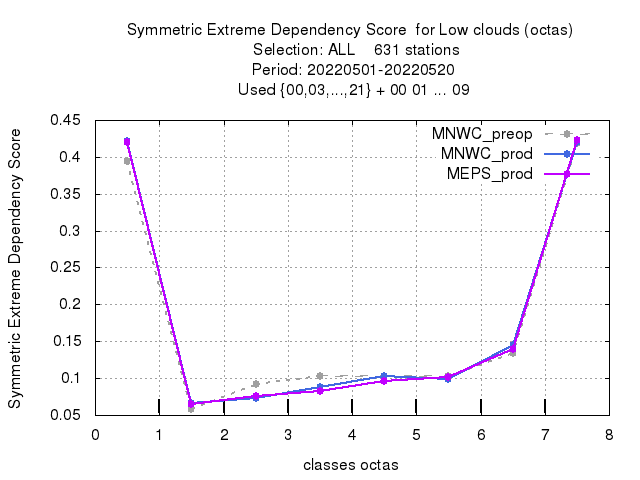 Symmetric Extreme Dependency Score  for Low clouds (octas)
Selection: ALL    631 stations
Period: 20220501-20220520
Used {00,03,...,21} + 00 01 ... 09
Symmetric Extreme Dependency Score
0.45
0.4
0.35
0.3
0.25
0.2
0.15
0.1
0.05
MNWC_preop
MNWC_prod
MEPS_prod
0 1 2 3 4 5 6 7 8
classes octas